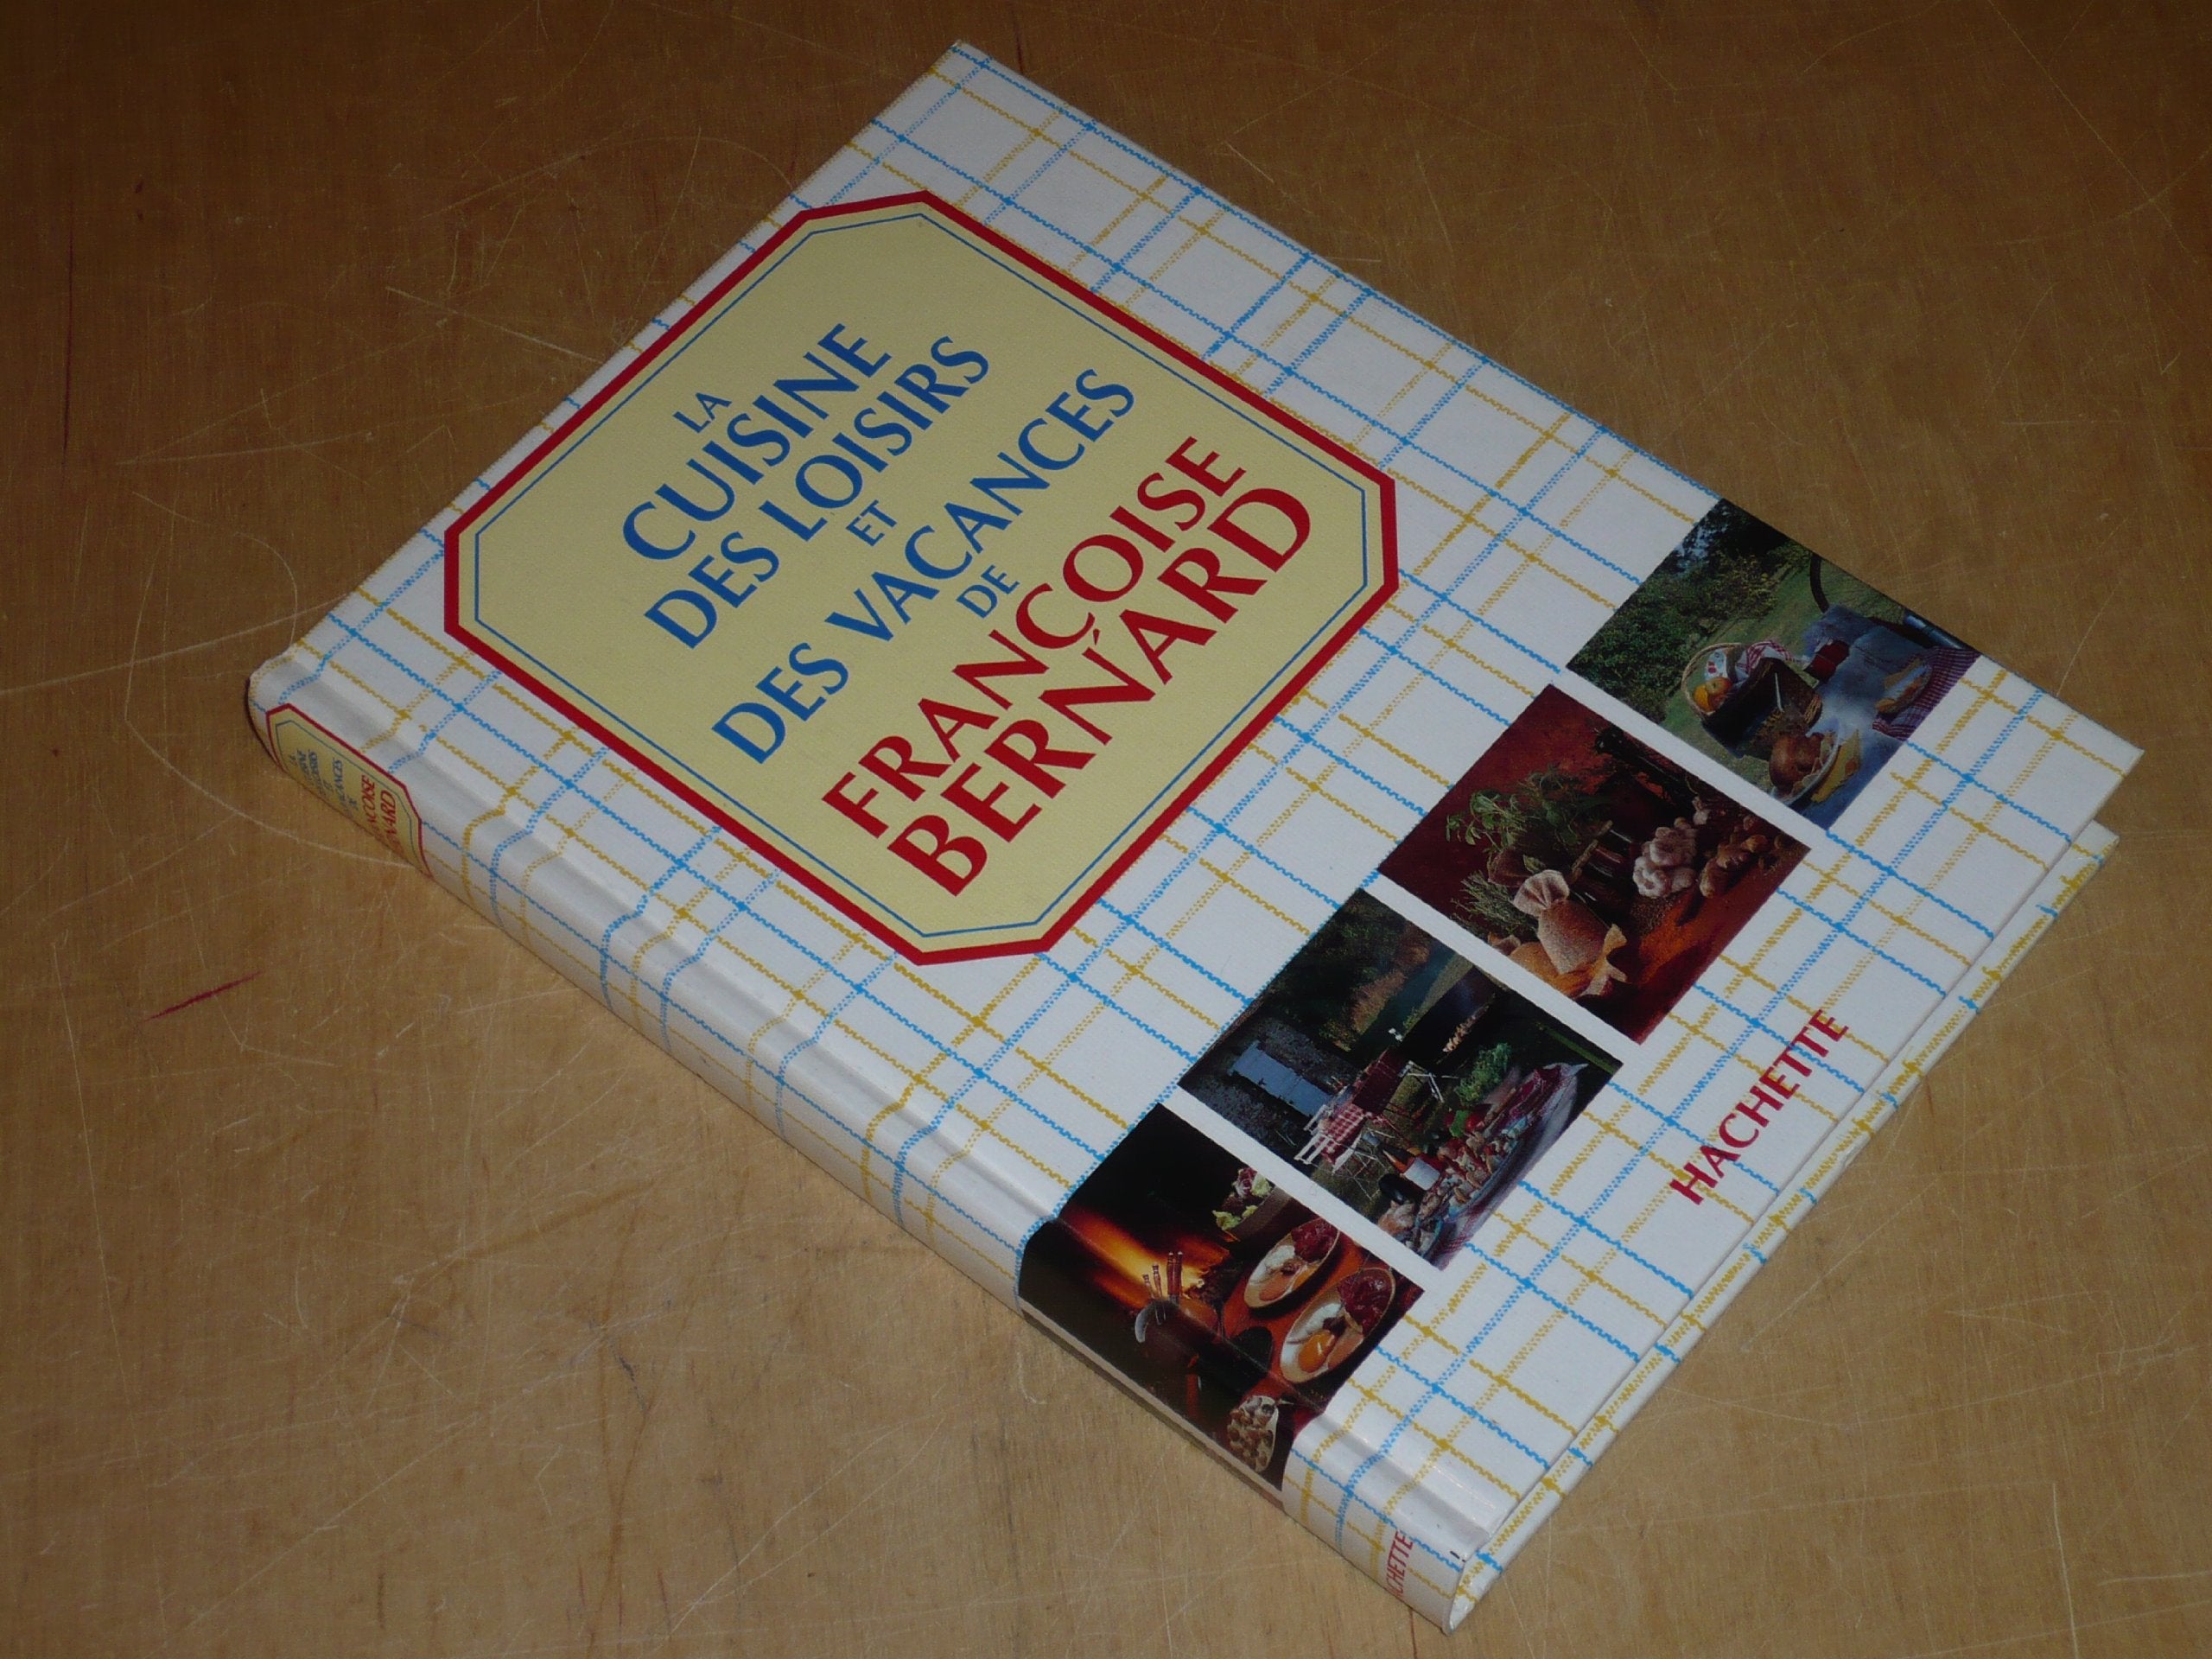 LA
CUISINE
DES LOISIRS
ET
DES VACANCES
DE
FRANÇOISE
BERNARD
HACHETTE